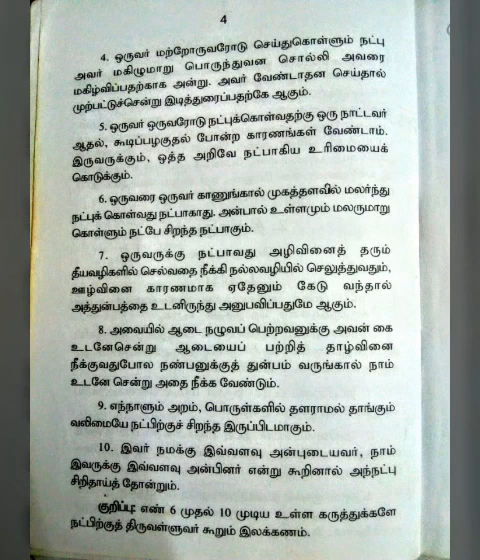 4
4. ஒருவர் மற்றோருவரோடு செய்துகொள்ளும் நட்பு
அவர் மகிழுமாறு பொருந்துவன சொல்லி அவரை
மகிழ்விப்பதற்காக அன்று. அவர் வேண்டாதன செய்தால்
முற்பட்டுச்சென்று இடித்துரைப்பதற்கே ஆகும்.
5. ஒருவர் ஒருவரோடு நட்புக்கொள்வதற்கு ஒரு நாட்டவர்
ஆதல், கூடிப்பழகுதல் போன்ற காரணங்கள் வேண்டாம்.
இருவருக்கும், ஒத்த அறிவே நட்பாகிய உரிமையைக்
கொடுக்கும்.
6. ஒருவரை ஒருவர் காணுங்கால் முகத்தளவில் மலர்ந்து
நட்புக் கொள்வது நட்பாகாது. அன்பால் உள்ளமும் மலருமாறு
கொள்ளும் நட்பே சிறந்த நட்பாகும்.
7. ஒருவருக்கு நட்பாவது அழிவினைத் தரும்
தீயவழிகளில் செல்வதை நீக்கி நல்லவழியில் செலுத்துவதும்,
ஊழ்வினை காரணமாக ஏதேனும் கேடு வந்தால்
அத்துன்பத்தை உடனிருந்து அனுபவிப்பதுமே ஆகும்.
8. அவையில் ஆடை நழுவப் பெற்றவனுக்கு அவன் கை
உடனேசென்று ஆடையைப் பற்றித் தாழ்வினை
நீக்குவதுபோல நண்பனுக்குத் துன்பம் வருங்கால் நாம்
உடனே சென்று அதை நீக்க வேண்டும்.
9. எந்நாளும் அறம், பொருள்களில் தளராமல் தாங்கும்
வலிமையே நட்பிற்குச் சிறந்த இருப்பிடமாகும்.
10. இவர் நமக்கு இவ்வளவு அன்புடையவர், நாம்
இவருக்கு இவ்வளவு அன்பினர் என்று கூறினால் அந்நட்பு
சிறிதாய்த் தோன்றும்.
குறிப்பு: எண் 6 முதல் 10 முடிய உள்ள கருத்துக்களே
நட்பிற்குத் திருவள்ளுவர் கூறும் இலக்கணம்.